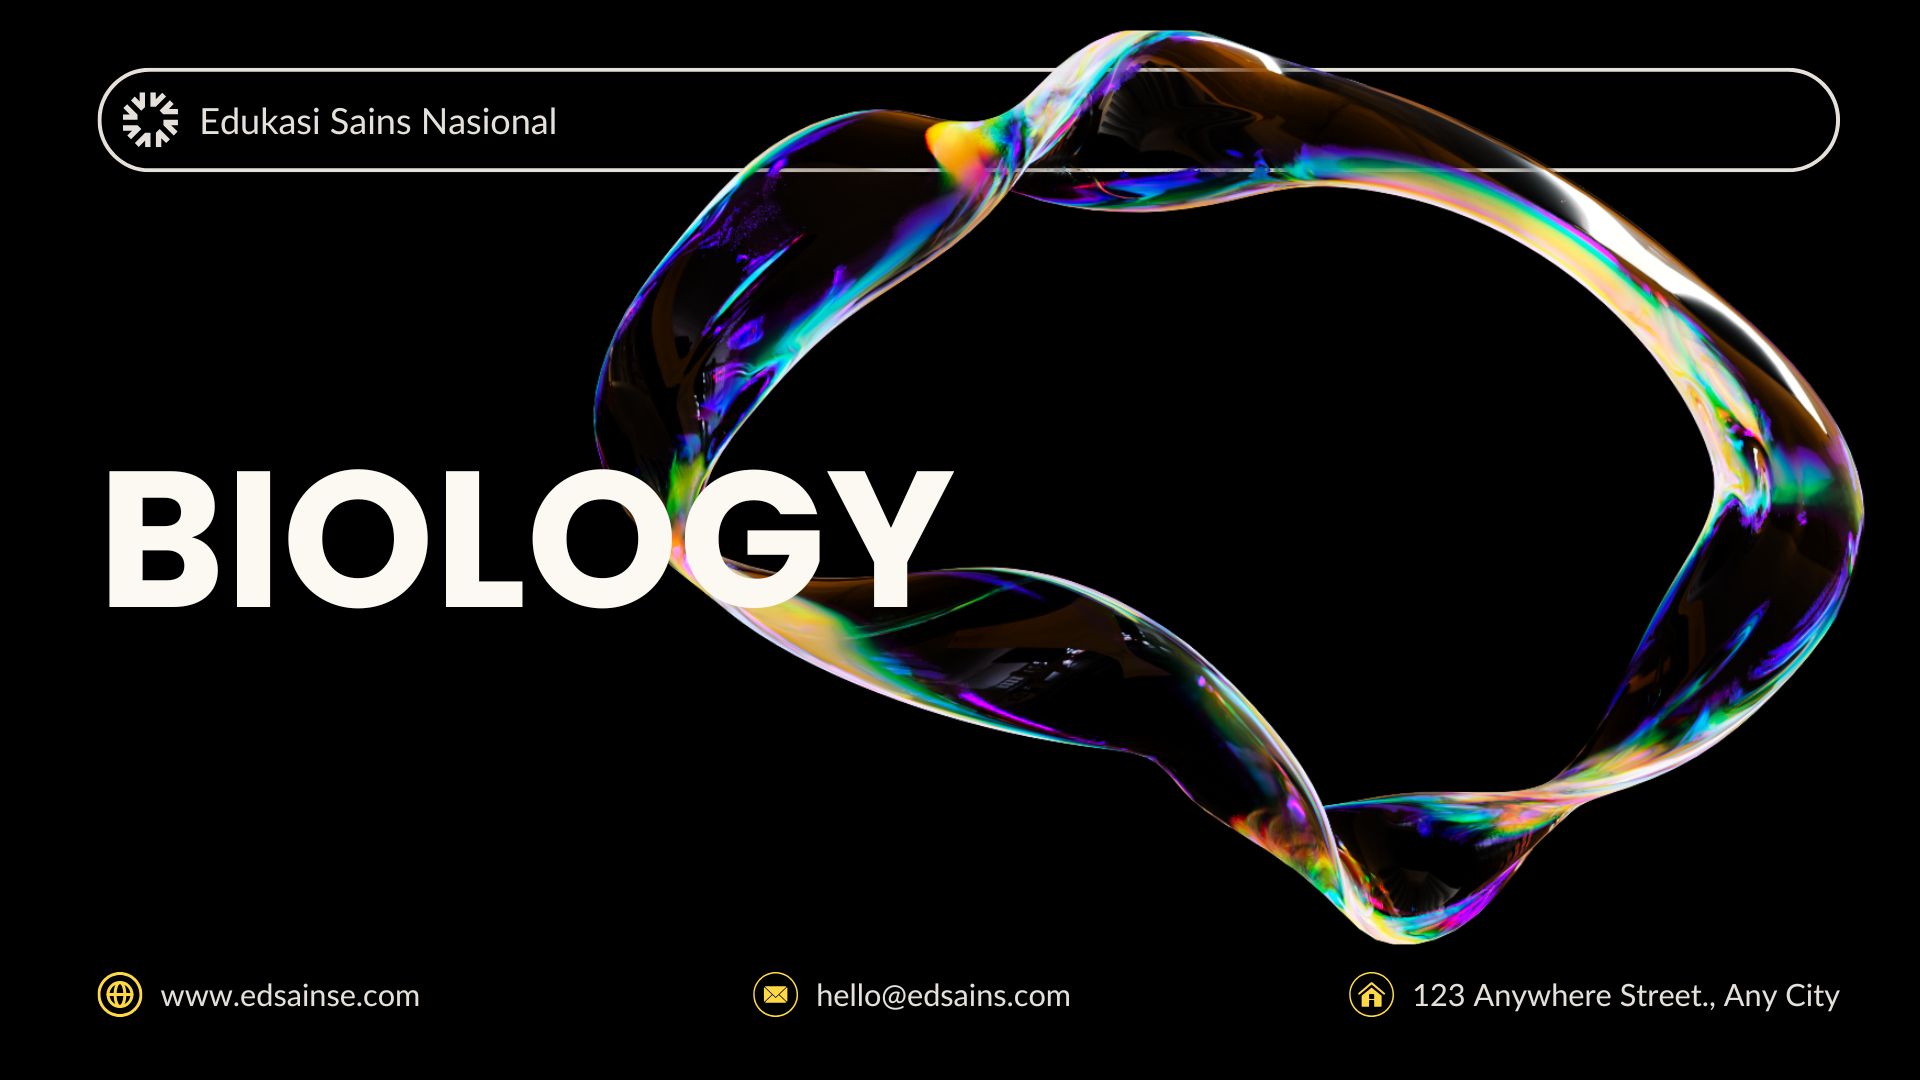 Edukasi Sains Nasional
BIOLOGY
www.edsainse.com
hello@edsains.com
123 Anywhere Street., Any City